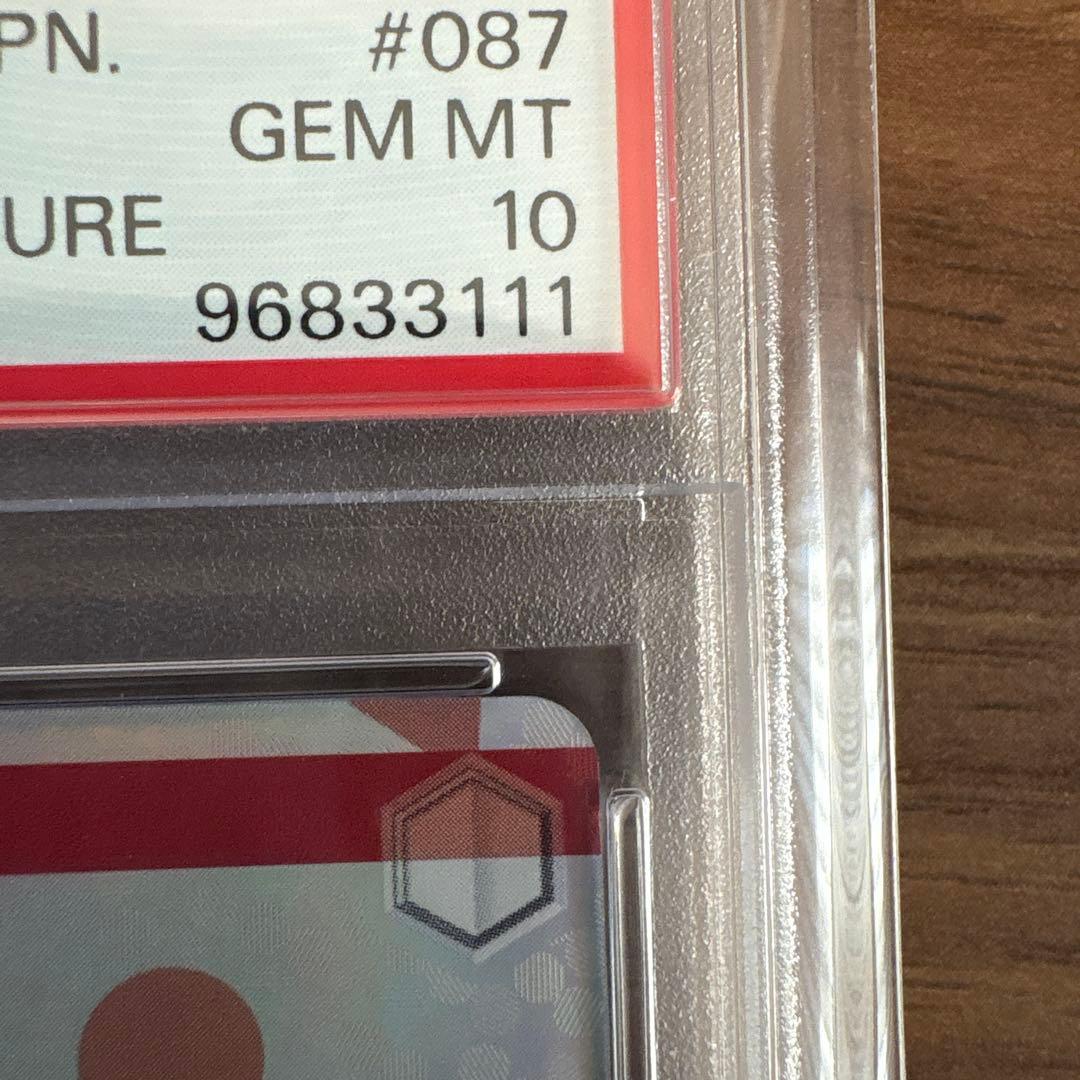 PN. #087
GEM MT
URE 10
96833111